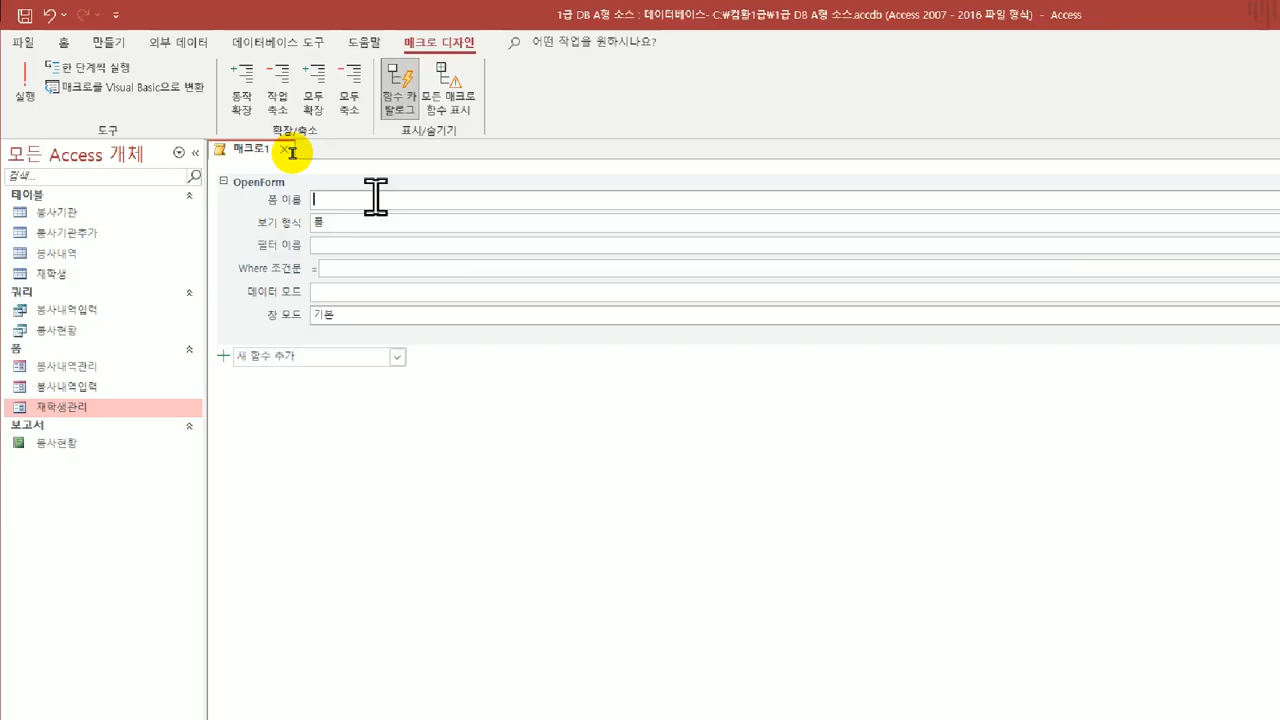 1급 DB A형 소스 : 데이터베이스- C:₩컴활1급₩1급 DB A형 소스.accdb (Access 2007 - 2016 파일 형식) - Access
파일 홈 만들기 외부 데이터 데이터베이스 도구 도움말 매크로 디자인 어떤 작업을 원하시나요?
실행
한 단계씩 실행
매크로를 Visual Basic으로 변환
동작 확장
작업 축소
모두 확장
모두 축소
함수 카탈로그
모든 매크로 함수 표시
도구 확장/축소 표시/숨기기
모든 Access 개체
검색...
테이블
봉사기관
봉사기관추가
봉사내역
재학생
쿼리
봉사내역입력
봉사현황
폼
봉사내역관리
봉사내역입력
재학생관리
보고서
봉사현황
매크로1
OpenForm
폼 이름
보기 형식 폼
필터 이름
Where 조건문 =
데이터 모드
창 모드 기본
새 함수 추가